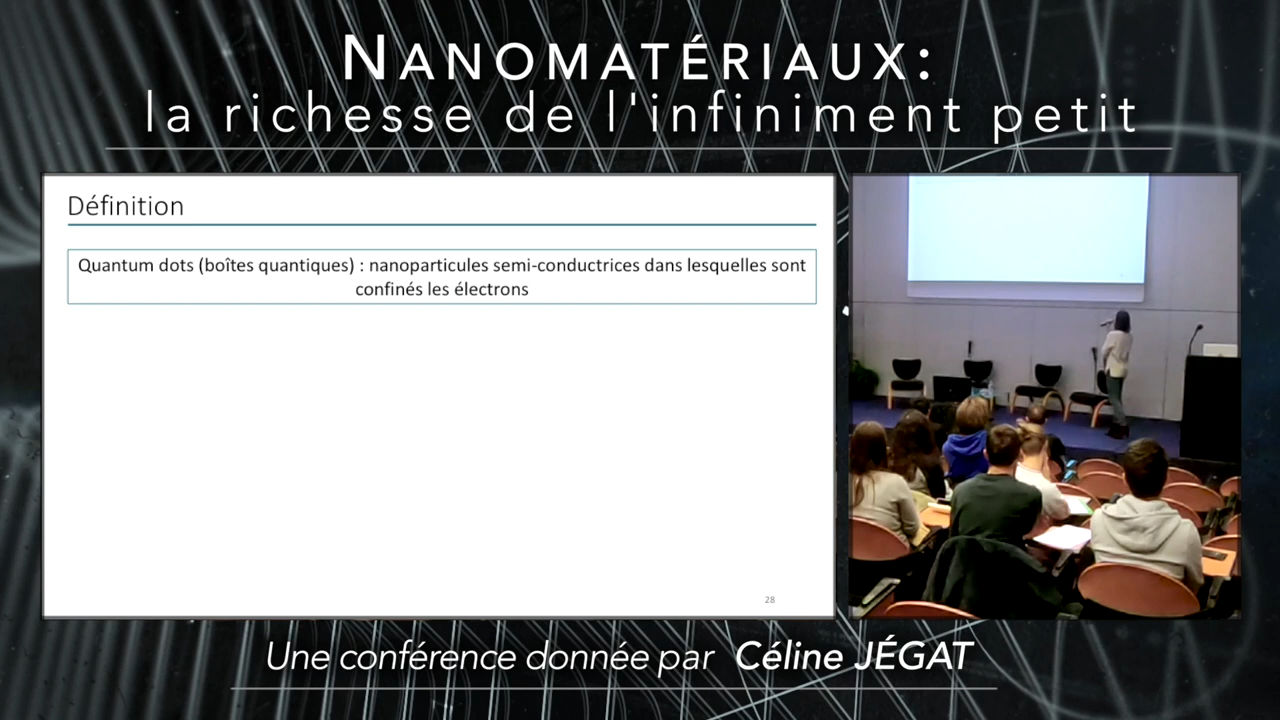 NANOMATÉRIAUX:
la richesse de l'infiniment petit
Définition
Quantum dots (boîtes quantiques) : nanoparticules semi-conductrices dans lesquelles sont
confinés les électrons
28
Une conférence donnée par Céline JÉGAT